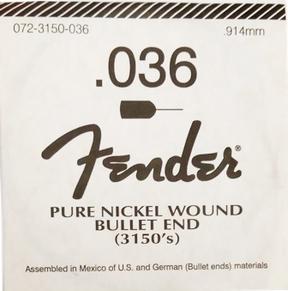 072-3150-036 .914mm
.036
Fender®
PURE NICKEL WOUND
BULLET END
(3150's)
Assembled in Mexico of U.S. and German (Bullet ends) materials